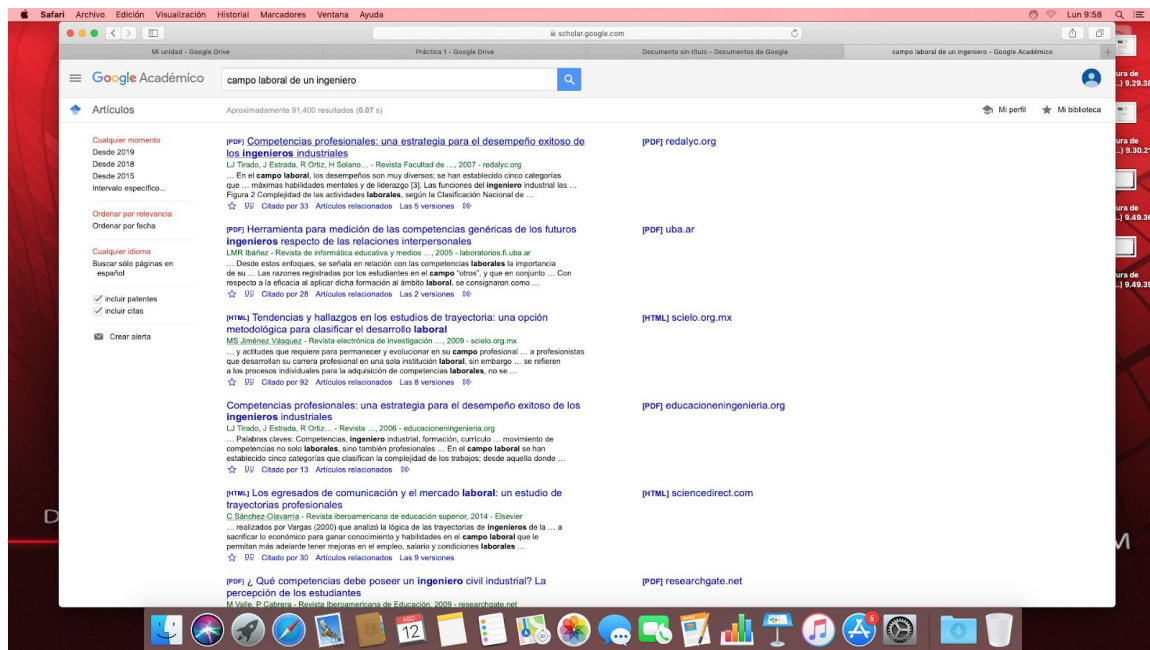 Safari Archivo Edición Visualización Historial Marcadores Ventana Ayuda Lun 9:58
scholar.google.com
Mi unidad - Google Drive Práctica 1 - Google Drive Documento sin título - Documentos de Google campo laboral de un ingeniero - Google Académico
Google Académico campo laboral de un ingeniero
Artículos Aproximadamente 91,400 resultados (0.07 s) Mi perfil Mi biblioteca
Cualquier momento
Desde 2019
Desde 2018
Desde 2015
Intervalo específico...
Ordenar por relevancia
Ordenar por fecha
Cualquier idioma
Buscar sólo páginas en
español
incluir patentes
incluir citas
Crear alerta
[PDF] Competencias profesionales: una estrategia para el desempeño exitoso de
los ingenieros industriales
LJ Tirado, J Estrada, R Ortiz, H Solano... - Revista Facultad de …, 2007 - redalyc.org
… En el campo laboral, los desempeños son muy diversos; se han establecido cinco categorías
que … máximas habilidades mentales y de liderazgo [3]. Las funciones del ingeniero industrial las …
Figura 2 Complejidad de las actividades laborales, según la Clasificación Nacional de …
Citado por 33 Artículos relacionados Las 5 versiones
[PDF] redalyc.org
[PDF] Herramienta para medición de las competencias genéricas de los futuros
ingenieros respecto de las relaciones interpersonales
LMR Ibáñez - Revista de informática educativa y medios …, 2005 - laboratorios.fi.uba.ar
… Desde estos enfoques, se señala en relación con las competencias laborales la importancia
de su … Las razones registradas por los estudiantes en el campo "otros", y que en conjunto … Con
respecto a la eficacia al aplicar dicha formación al ámbito laboral, se consignaron como …
Citado por 28 Artículos relacionados Las 2 versiones
[PDF] uba.ar
[HTML] Tendencias y hallazgos en los estudios de trayectoria: una opción
metodológica para clasificar el desarrollo laboral
MS Jiménez Vásquez - Revista electrónica de investigación …, 2009 - scielo.org.mx
… y actitudes que requiere para permanecer y evolucionar en su campo profesional … a profesionistas
que desarrollan su carrera profesional en una sola institución laboral, sin embargo … se refieren
a los procesos individuales para la adquisición de competencias laborales, no se …
Citado por 92 Artículos relacionados Las 8 versiones
[HTML] scielo.org.mx
Competencias profesionales: una estrategia para el desempeño exitoso de los
ingenieros industriales
LJ Tirado, J Estrada, R Ortiz... - Revista …, 2006 - educacioneningenieria.org
… Palabras claves: Competencias, ingeniero industrial, formación, currículo … movimiento de
competencias no solo laborales, sino también profesionales … En el campo laboral se han
establecido cinco categorías que clasifican la complejidad de los trabajos; desde aquella donde …
Citado por 13 Artículos relacionados
[PDF] educacioneningenieria.org
[HTML] Los egresados de comunicación y el mercado laboral: un estudio de
trayectorias profesionales
C Sánchez-Olavarría - Revista iberoamericana de educación superior, 2014 - Elsevier
… realizados por Vargas (2000) que analizó la lógica de las trayectorias de ingenieros de la … a
sacrificar lo económico para ganar conocimiento y habilidades en el campo laboral que le
permitan más adelante tener mejoras en el empleo, salario y condiciones laborales …
Citado por 30 Artículos relacionados Las 9 versiones
[HTML] sciencedirect.com
[PDF] ¿ Qué competencias debe poseer un ingeniero civil industrial? La
percepción de los estudiantes
M Valle, P Cabrera - Revista Iberoamericana de Educación, 2009 - researchgate.net
[PDF] researchgate.net
ura de
...) 9.29.38
ura de
...) 9.30.21
ura de
...) 9.49.36
ura de
...) 9.49.39
D
M
AGO
12
6